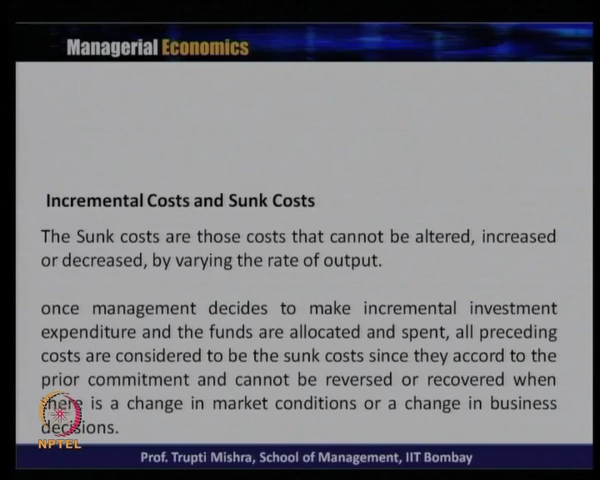 Managerial Economics
Incremental Costs and Sunk Costs
The Sunk costs are those costs that cannot be altered, increased
or decreased, by varying the rate of output.
once management decides to make incremental investment
expenditure and the funds are allocated and spent, all preceding
costs are considered to be the sunk costs since they accord to the
prior commitment and cannot be reversed or recovered when
there is a change in market conditions or a change in business
decisions.
NPTEL
Prof. Trupti Mishra, School of Management, IIT Bombay